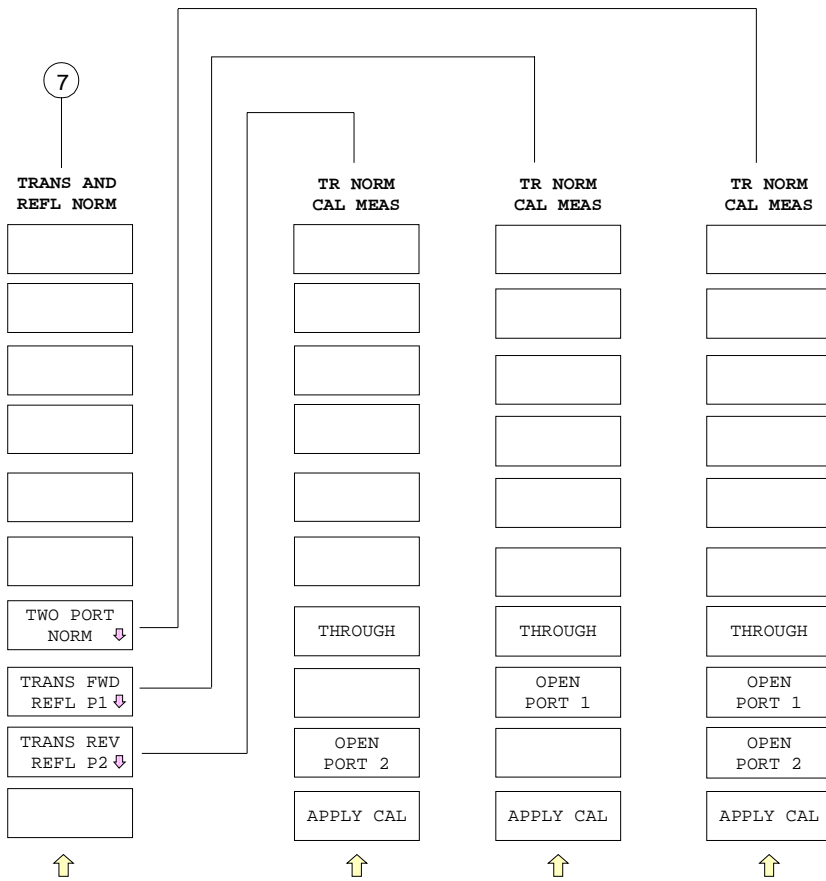 7
TRANS AND
REFL NORM
TWO PORT
NORM
TRANS FWD
REFL P1
TRANS REV
REFL P2
TR NORM
CAL MEAS
THROUGH
OPEN
PORT 2
APPLY CAL
TR NORM
CAL MEAS
THROUGH
OPEN
PORT 1
APPLY CAL
TR NORM
CAL MEAS
THROUGH
OPEN
PORT 1
OPEN
PORT 2
APPLY CAL